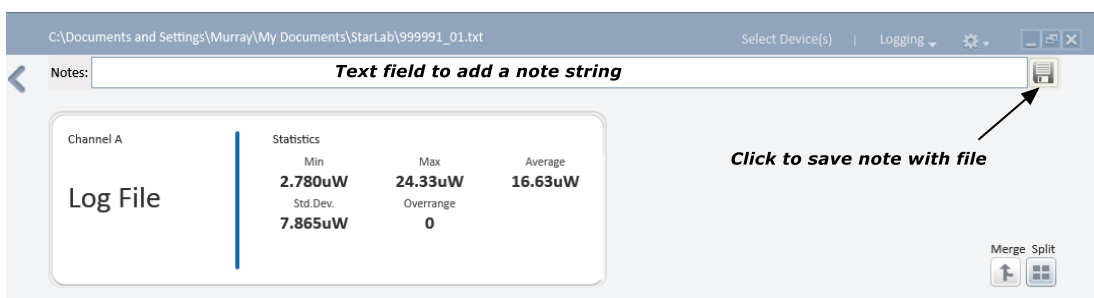 C:\Documents and Settings\Murray\My Documents\StarLab\999991_01.txt Select Device(s) | Logging
Notes: Text field to add a note string
Click to save note with file
Channel A
Log File
Statistics
Min Max Average
2.780uW 24.33uW 16.63uW
Std.Dev. Overrange
7.865uW 0
Merge Split